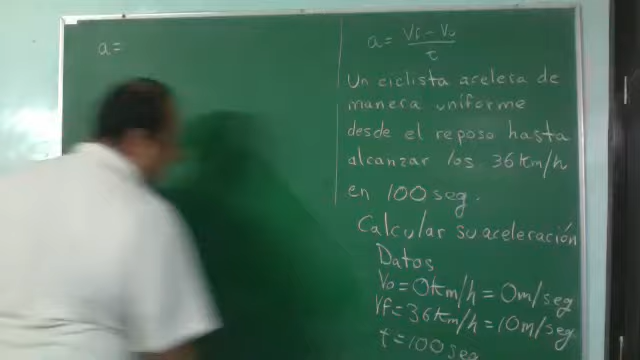 a=
a= Vf - Vo / t
Un ciclista acelera de
manera uniforme
desde el reposo hasta
alcanzar los 36 Km/h
en 100 seg.
Calcular su aceleración
Datos
Vo = 0 Km/h = 0 m/seg
Vf = 36 Km/h = 10 m/seg
t = 100 seg